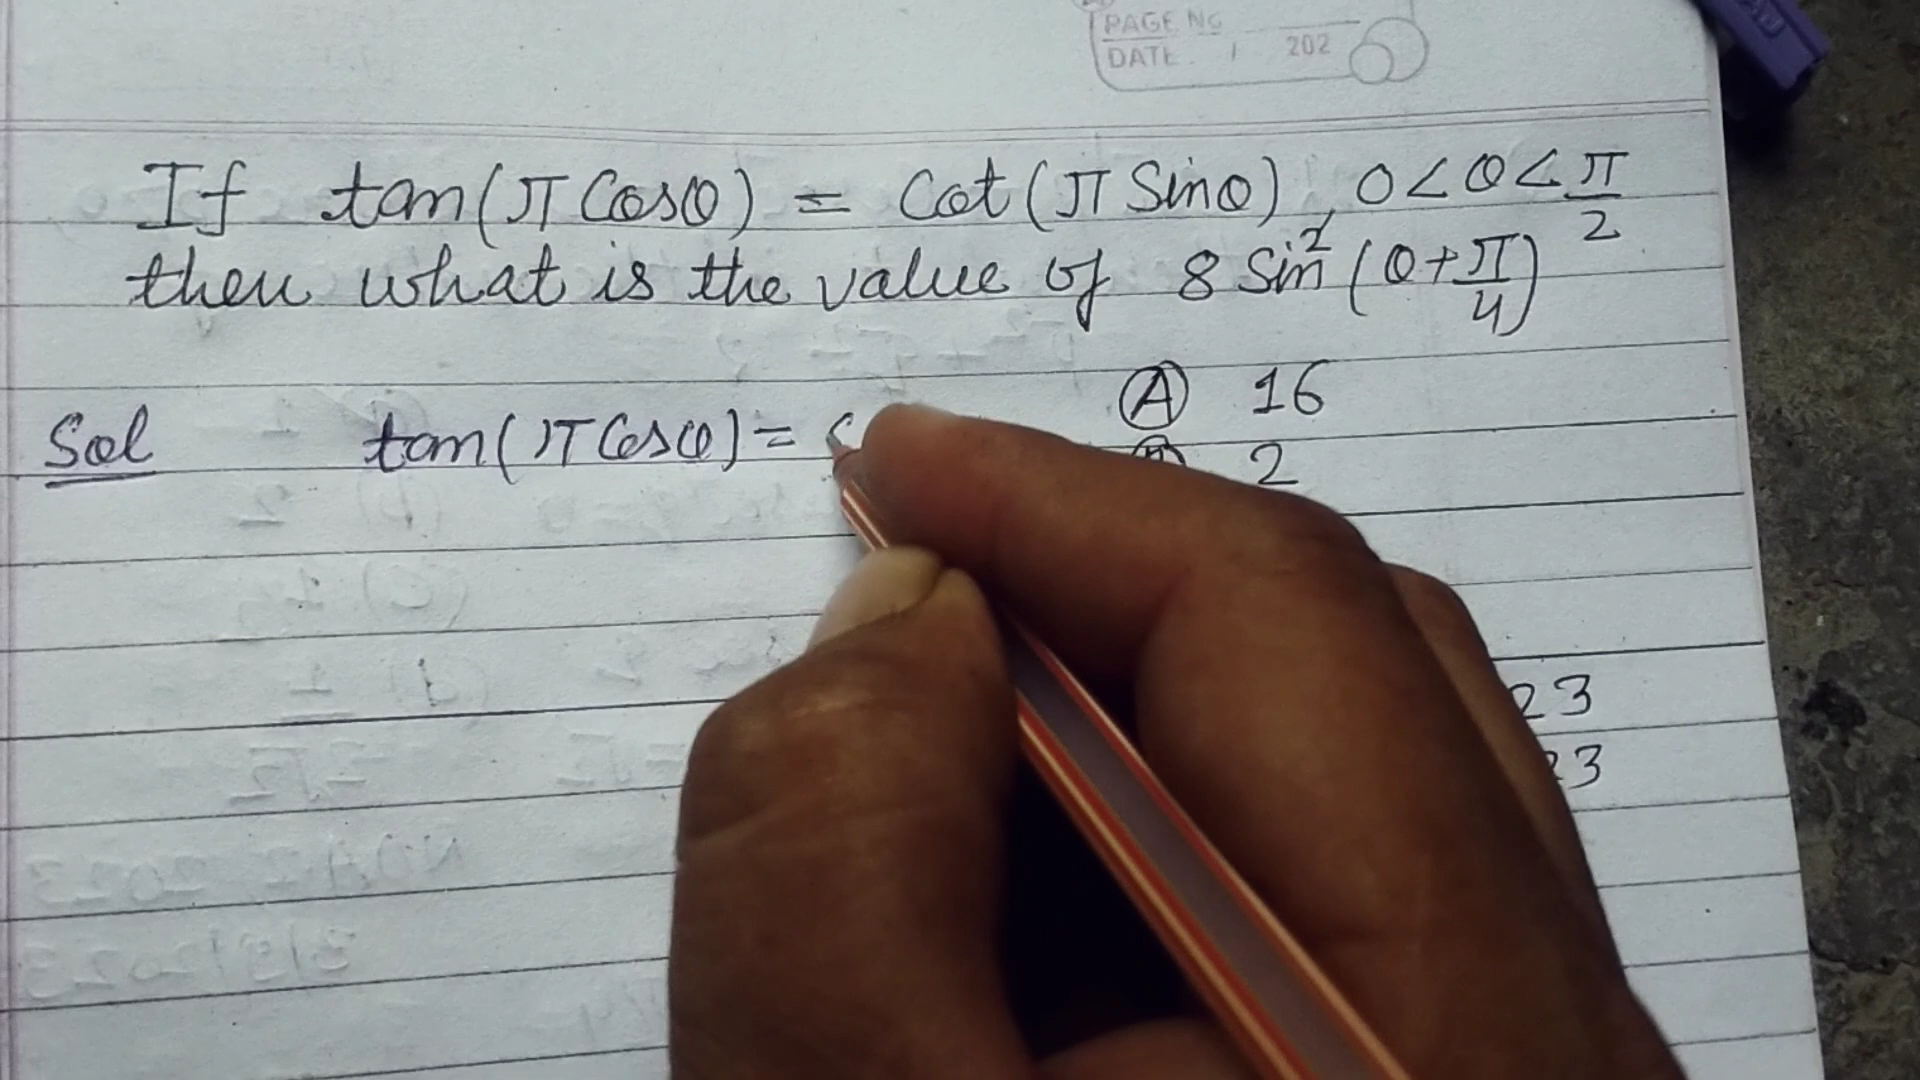 PAGE NO
DATE / 202
If tan(π Cosθ) = Cot(π Sinθ), 0<θ<π/2
then what is the value of 8 Sin²(θ+π/4)
Ⓐ 16
Sol tan(π Cosθ) =
Ⓑ 2
23
23